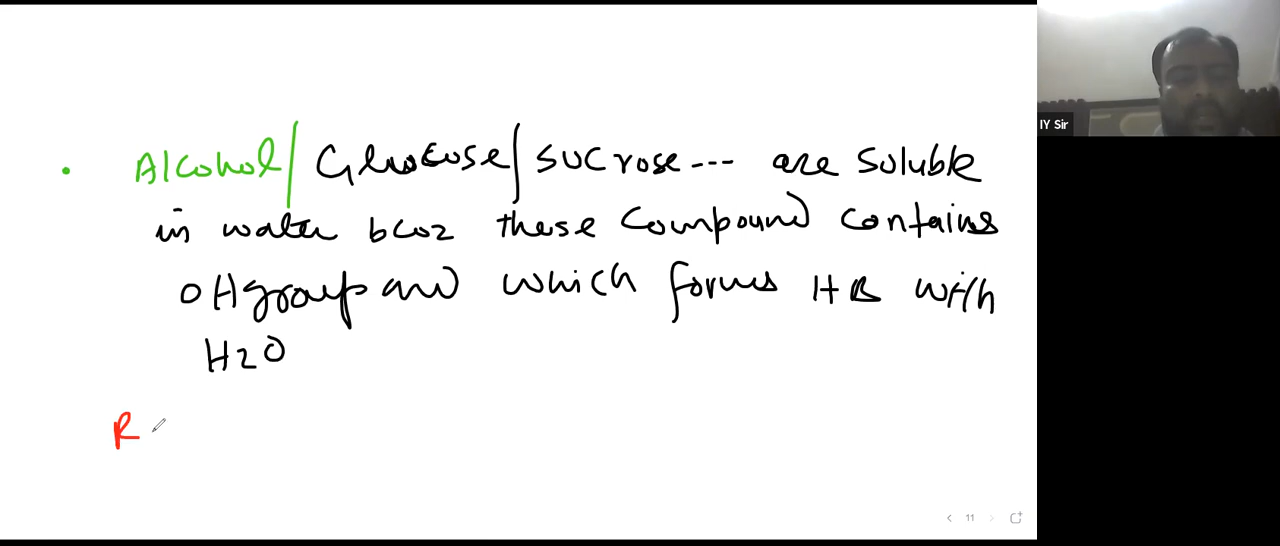 • Alcohol/Glucose/sucrose--- are soluble
in water bcoz these compound contains
OH group and which forms HB with
H2O
R
IY Sir
< 11 >